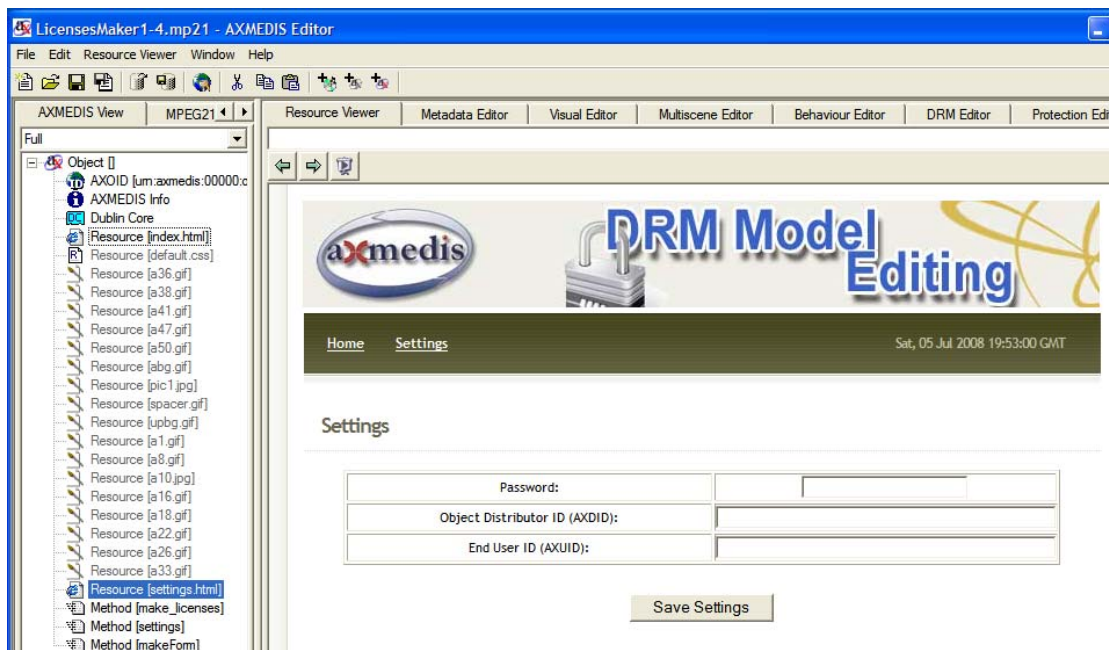 LicensesMaker1-4.mp21 - AXMEDIS Editor
File Edit Resource Viewer Window Help
AXMEDIS View MPEG21
Resource Viewer Metadata Editor Visual Editor Multiscene Editor Behaviour Editor DRM Editor Protection Edi
Full
Object []
AXOID [urn:axmedis:00000:c
AXMEDIS Info
Dublin Core
Resource [index.html]
Resource [default.css]
Resource [a36.gif]
Resource [a38.gif]
Resource [a41.gif]
Resource [a47.gif]
Resource [a50.gif]
Resource [abg.gif]
Resource [pic1.jpg]
Resource [spacer.gif]
Resource [upbg.gif]
Resource [a1.gif]
Resource [a8.gif]
Resource [a10.jpg]
Resource [a16.gif]
Resource [a18.gif]
Resource [a22.gif]
Resource [a26.gif]
Resource [a33.gif]
Resource [settings.html]
Method [make_licenses]
Method [settings]
Method [makeForm]
axmedis
DRM Model
Editing
Home Settings Sat, 05 Jul 2008 19:53:00 GMT
Settings
Password:
Object Distributor ID (AXDID):
End User ID (AXUID):
Save Settings